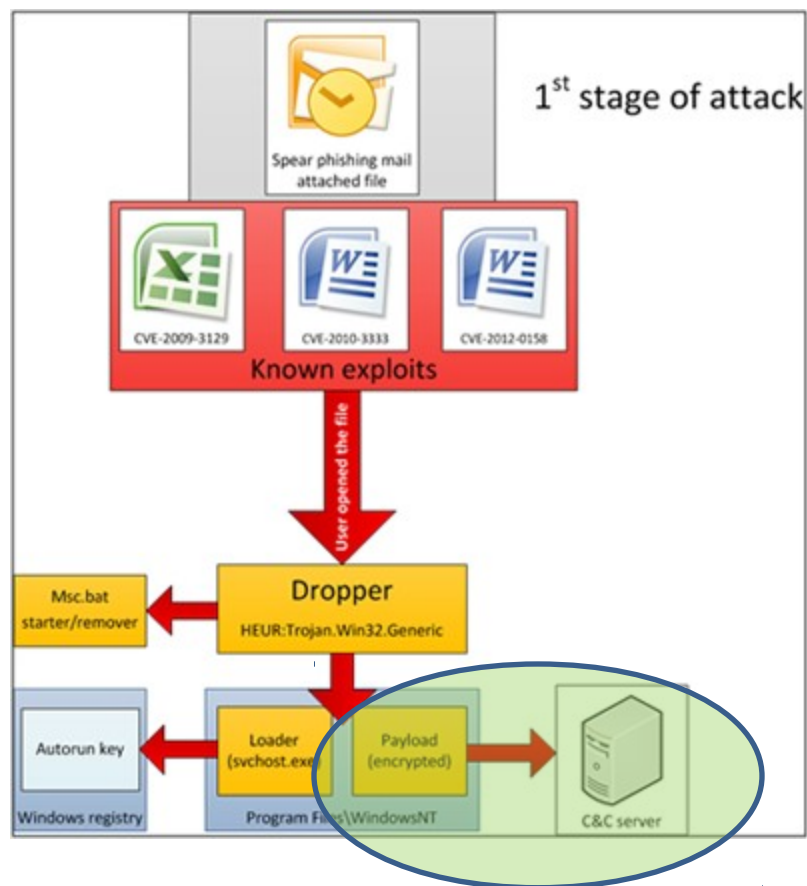 1st stage of attack
Spear phishing mail
attached file
CVE-2009-3129
CVE-2010-3333
CVE-2012-0158
Known exploits
User opened the file
Dropper
HEUR:Trojan.Win32.Generic
Msc.bat
starter/remover
Autorun key
Windows registry
Loader
(svchost.exe)
Payload
(encrypted)
Program Files\WindowsNT
C&C server